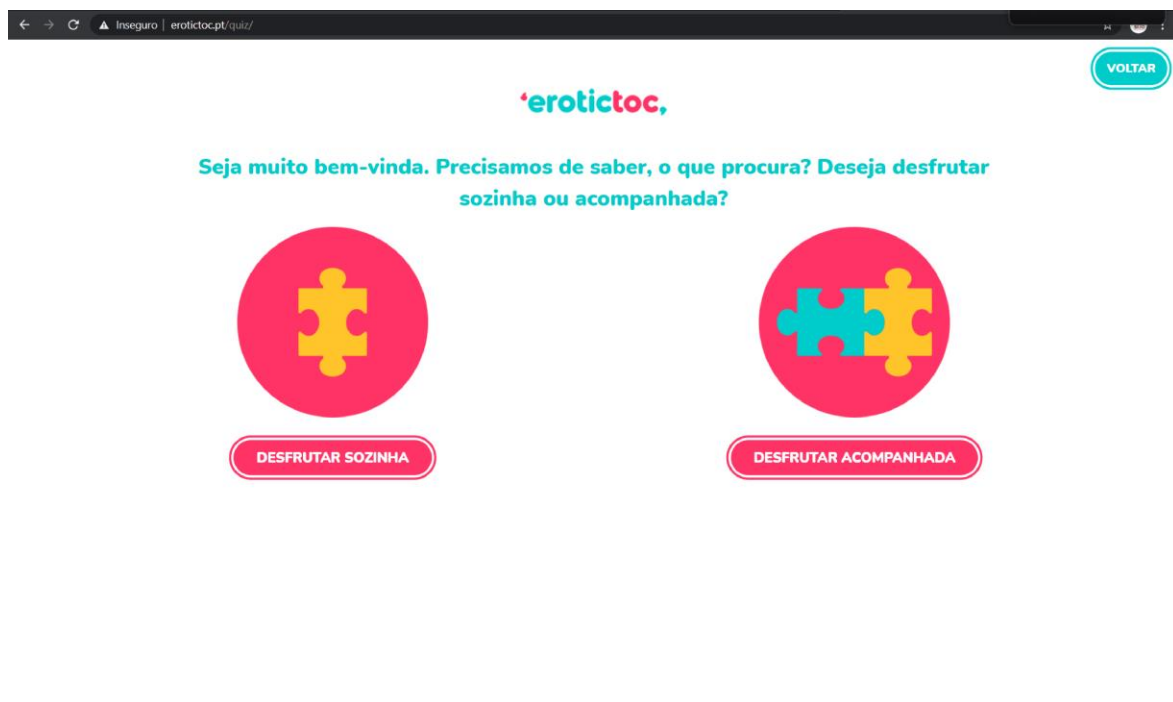 Inseguro | erotictoc.pt/quiz/
VOLTAR
‘erotictoc,
Seja muito bem-vinda. Precisamos de saber, o que procura? Deseja desfrutar
sozinha ou acompanhada?
DESFRUTAR SOZINHA
DESFRUTAR ACOMPANHADA